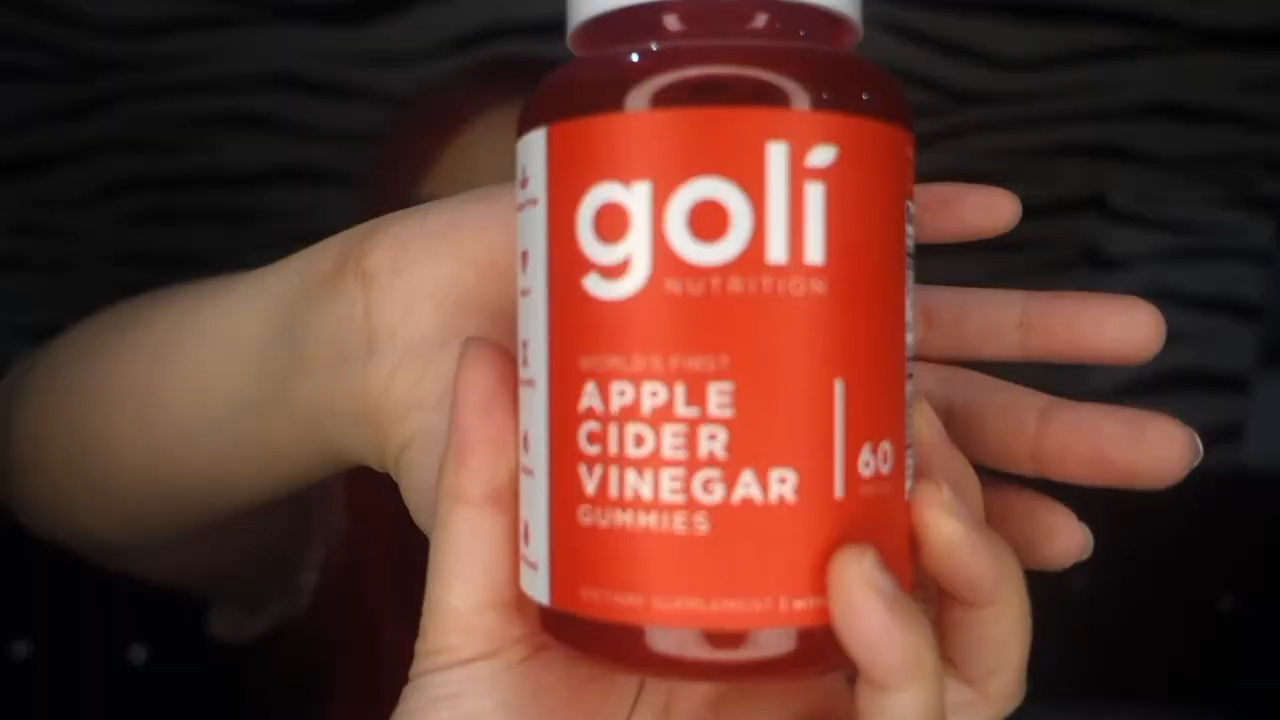 goli
NUTRITION
WORLD'S FIRST
APPLE
CIDER
VINEGAR
GUMMIES
60
DIETARY SUPPLEMENT